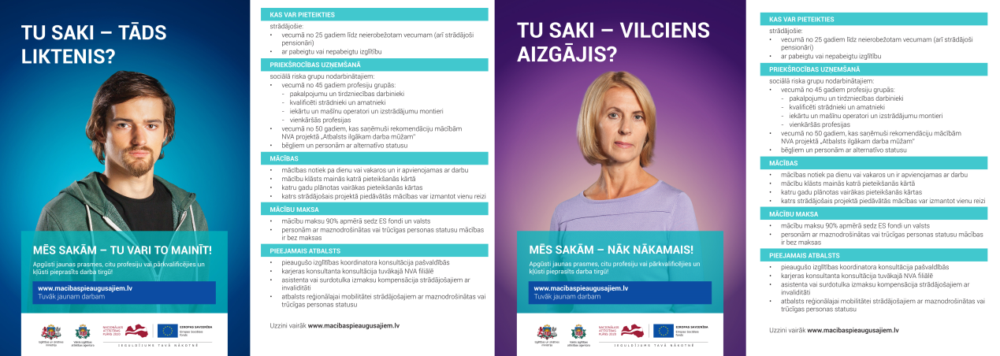 TU SAKI – TĀDS
LIKTENIS?
MĒS SAKĀM – TU VARI TO MAINĪT!
Apgūsti jaunas prasmes, citu profesiju vai pārkvalificējies un
kļūsti pieprasīts darba tirgū!
www.macibaspieaugusajiem.lv
Tuvāk jaunam darbam
Izglītības un zinātnes
ministrija
Valsts izglītības
attīstības aģentūra
NACIONĀLAIS
ATTĪSTĪBAS
PLĀNS 2020
EIROPAS SAVIENĪBA
Eiropas Sociālais
fonds
IEGULDĪJUMS TAVĀ NĀKOTNĒ
KAS VAR PIETEIKTIES
strādājošie:
• vecumā no 25 gadiem līdz neierobežotam vecumam (arī strādājoši
pensionāri)
• ar pabeigtu vai nepabeigtu izglītību
PRIEKŠROCĪBAS UZŅEMŠANĀ
sociālā riska grupu nodarbinātajiem:
• vecumā no 45 gadiem profesiju grupās:
- pakalpojumu un tirdzniecības darbinieki
- kvalificēti strādnieki un amatnieki
- iekārtu un mašīnu operatori un izstrādājumu montieri
- vienkāršās profesijas
• vecumā no 50 gadiem, kas saņēmuši rekomendāciju mācībām
NVA projektā „Atbalsts ilgākam darba mūžam”
• bēgļiem un personām ar alternatīvo statusu
MĀCĪBAS
• mācības notiek pa dienu vai vakaros un ir apvienojamas ar darbu
• mācību klāsts mainās katrā pieteikšanās kārtā
• katru gadu plānotas vairākas pieteikšanās kārtas
• katrs strādājošais projektā piedāvātās mācības var izmantot vienu reizi
MĀCĪBU MAKSA
• mācību maksu 90% apmērā sedz ES fondi un valsts
• personām ar maznodrošinātas vai trūcīgas personas statusu mācības
ir bez maksas
PIEEJAMAIS ATBALSTS
• pieaugušo izglītības koordinatora konsultācija pašvaldībās
• karjeras konsultanta konsultācija tuvākajā NVA filiālē
• asistenta vai surdotulka izmaksu kompensācija strādājošajiem ar
invaliditāti
• atbalsts reģionālajai mobilitātei strādājošajiem ar maznodrošinātas vai
trūcīgas personas statusu
Uzzini vairāk www.macibaspieaugusajiem.lv
TU SAKI – VILCIENS
AIZGĀJIS?
MĒS SAKĀM – NĀK NĀKAMAIS!
Apgūsti jaunas prasmes, citu profesiju vai pārkvalificējies un
kļūsti pieprasīts darba tirgū!
www.macibaspieaugusajiem.lv
Tuvāk jaunam darbam
Izglītības un zinātnes
ministrija
Valsts izglītības
attīstības aģentūra
NACIONĀLAIS
ATTĪSTĪBAS
PLĀNS 2020
EIROPAS SAVIENĪBA
Eiropas Sociālais
fonds
IEGULDĪJUMS TAVĀ NĀKOTNĒ
KAS VAR PIETEIKTIES
strādājošie:
• vecumā no 25 gadiem līdz neierobežotam vecumam (arī strādājoši
pensionāri)
• ar pabeigtu vai nepabeigtu izglītību
PRIEKŠROCĪBAS UZŅEMŠANĀ
sociālā riska grupu nodarbinātajiem:
• vecumā no 45 gadiem profesiju grupās:
- pakalpojumu un tirdzniecības darbinieki
- kvalificēti strādnieki un amatnieki
- iekārtu un mašīnu operatori un izstrādājumu montieri
- vienkāršās profesijas
• vecumā no 50 gadiem, kas saņēmuši rekomendāciju mācībām
NVA projektā „Atbalsts ilgākam darba mūžam”
• bēgļiem un personām ar alternatīvo statusu
MĀCĪBAS
• mācības notiek pa dienu vai vakaros un ir apvienojamas ar darbu
• mācību klāsts mainās katrā pieteikšanās kārtā
• katru gadu plānotas vairākas pieteikšanās kārtas
• katrs strādājošais projektā piedāvātās mācības var izmantot vienu reizi
MĀCĪBU MAKSA
• mācību maksu 90% apmērā sedz ES fondi un valsts
• personām ar maznodrošinātas vai trūcīgas personas statusu mācības
ir bez maksas
PIEEJAMAIS ATBALSTS
• pieaugušo izglītības koordinatora konsultācija pašvaldībās
• karjeras konsultanta konsultācija tuvākajā NVA filiālē
• asistenta vai surdotulka izmaksu kompensācija strādājošajiem ar
invaliditāti
• atbalsts reģionālajai mobilitātei strādājošajiem ar maznodrošinātas vai
trūcīgas personas statusu
Uzzini vairāk www.macibaspieaugusajiem.lv